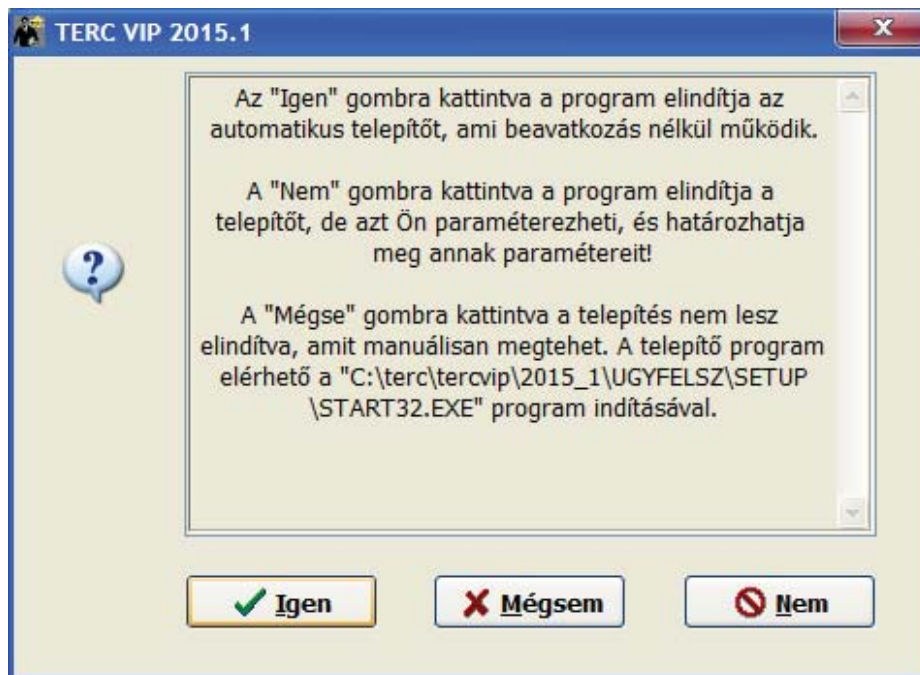 TERC VIP 2015.1
Az "Igen" gombra kattintva a program elindítja az
automatikus telepítőt, ami beavatkozás nélkül működik.
A "Nem" gombra kattintva a program elindítja a
telepítőt, de azt Ön paraméterezheti, és határozhatja
meg annak paramétereit!
A "Mégse" gombra kattintva a telepítés nem lesz
elindítva, amit manuálisan megtehet. A telepítő program
elérhető a "C:\terc\tercvip\2015_1\UGYFELSZ\SETUP
\START32.EXE" program indításával.
Igen
Mégsem
Nem